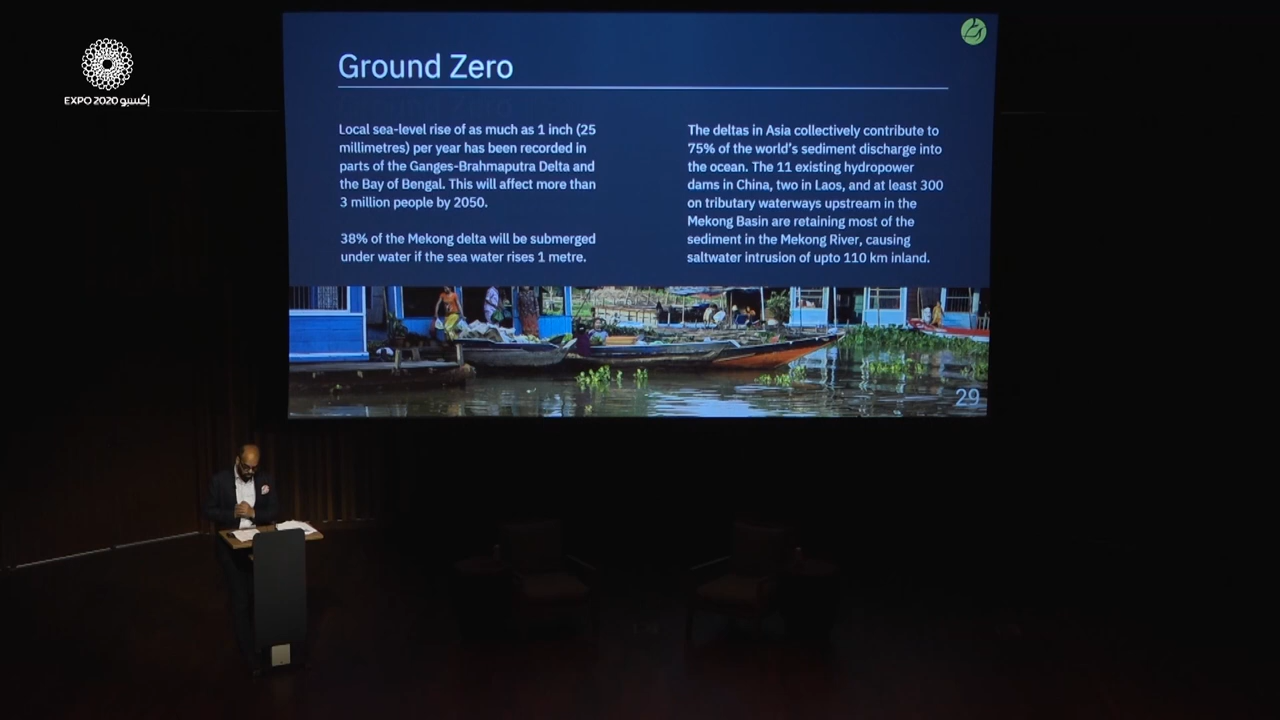 EXPO 2020 إكسبو
Ground Zero
Local sea-level rise of as much as 1 inch (25
millimetres) per year has been recorded in
parts of the Ganges-Brahmaputra Delta and
the Bay of Bengal. This will affect more than
3 million people by 2050.
38% of the Mekong delta will be submerged
under water if the sea water rises 1 metre.
The deltas in Asia collectively contribute to
75% of the world's sediment discharge into
the ocean. The 11 existing hydropower
dams in China, two in Laos, and at least 300
on tributary waterways upstream in the
Mekong Basin are retaining most of the
sediment in the Mekong River, causing
saltwater intrusion of upto 110 km inland.
29